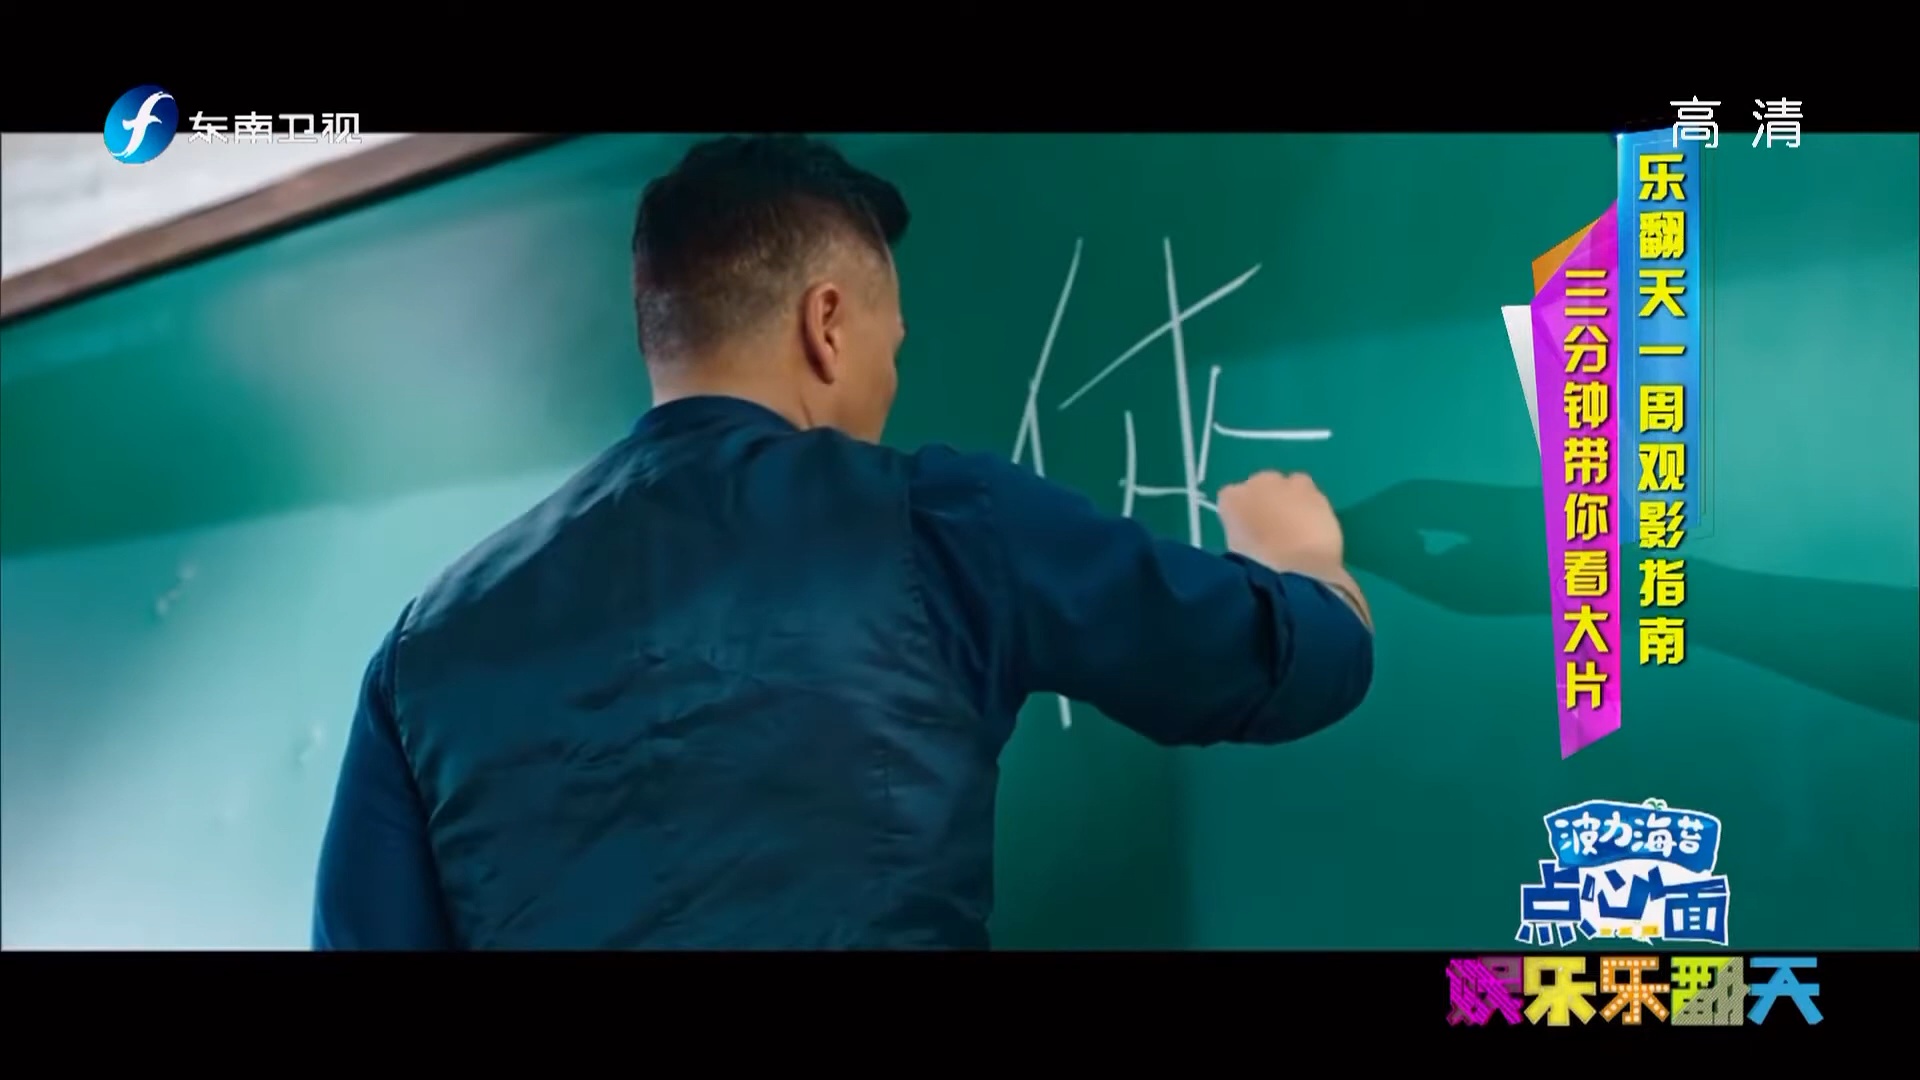 东南卫视
高清
乐翻天一周观影指南
三分钟带你看大片
波力海苔
点心面
娱乐乐翻天